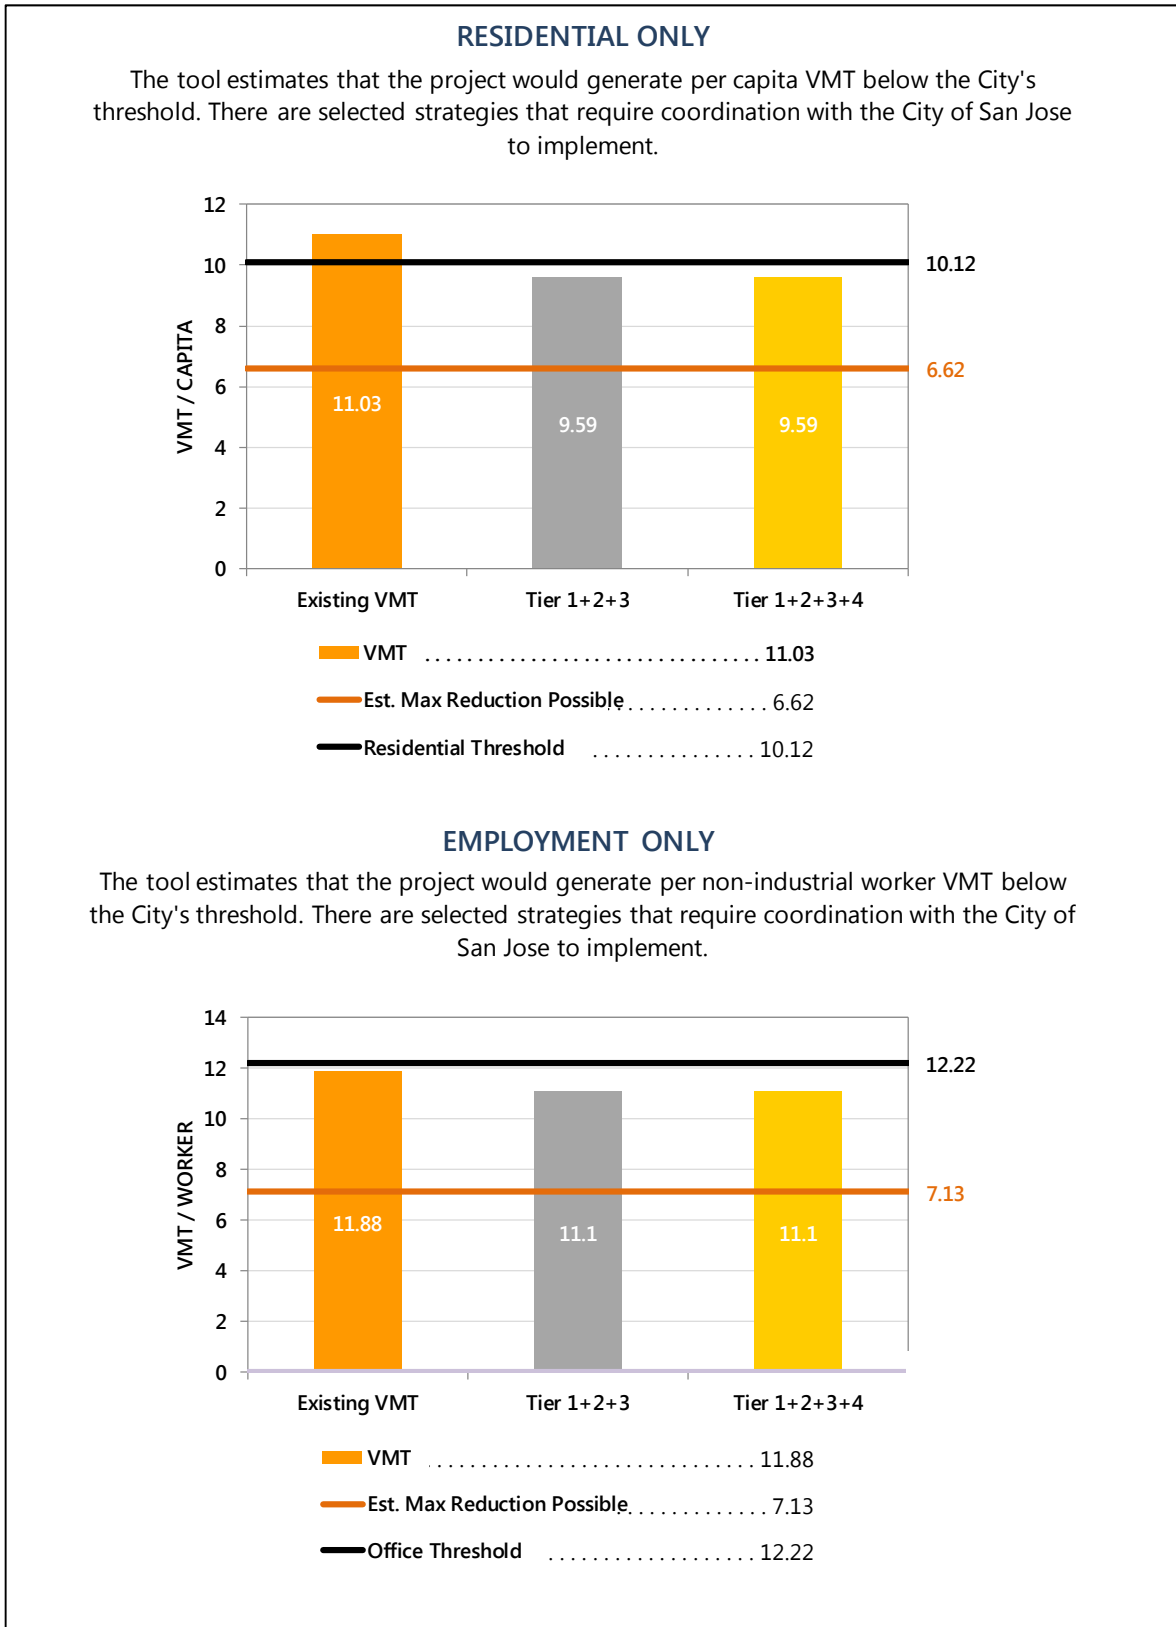 RESIDENTIAL ONLY
The tool estimates that the project would generate per capita VMT below the City's
threshold. There are selected strategies that require coordination with the City of San Jose
to implement.
12
10
8
6
4
2
0
VMT / CAPITA
10.12
6.62
11.03
9.59
9.59
Existing VMT
Tier 1+2+3
Tier 1+2+3+4
VMT ................................ 11.03
Est. Max Reduction Possible ............. 6.62
Residential Threshold ............... 10.12
EMPLOYMENT ONLY
The tool estimates that the project would generate per non-industrial worker VMT below
the City's threshold. There are selected strategies that require coordination with the City of
San Jose to implement.
14
12
10
8
6
4
2
0
VMT / WORKER
12.22
7.13
11.88
11.1
11.1
Existing VMT
Tier 1+2+3
Tier 1+2+3+4
VMT ............................... 11.88
Est. Max Reduction Possible ............. 7.13
Office Threshold ................... 12.22